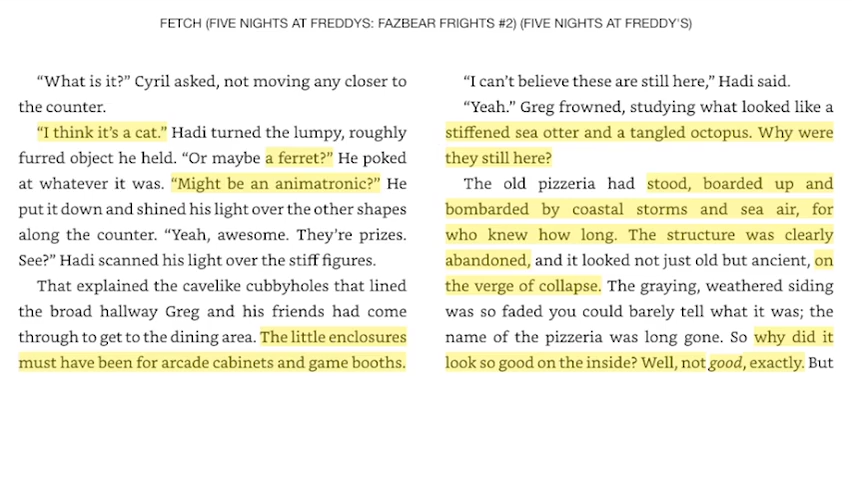 FETCH (FIVE NIGHTS AT FREDDYS: FAZBEAR FRIGHTS #2) (FIVE NIGHTS AT FREDDY'S)
“What is it?” Cyril asked, not moving any closer to
the counter.
“I think it’s a cat.” Hadi turned the lumpy, roughly
furred object he held. “Or maybe a ferret?” He poked
at whatever it was. “Might be an animatronic?” He
put it down and shined his light over the other shapes
along the counter. “Yeah, awesome. They’re prizes.
See?” Hadi scanned his light over the stiff figures.
That explained the cavelike cubbyholes that lined
the broad hallway Greg and his friends had come
through to get to the dining area. The little enclosures
must have been for arcade cabinets and game booths.
“I can’t believe these are still here,” Hadi said.
“Yeah.” Greg frowned, studying what looked like a
stiffened sea otter and a tangled octopus. Why were
they still here?
The old pizzeria had stood, boarded up and
bombarded by coastal storms and sea air, for
who knew how long. The structure was clearly
abandoned, and it looked not just old but ancient, on
the verge of collapse. The graying, weathered siding
was so faded you could barely tell what it was; the
name of the pizzeria was long gone. So why did it
look so good on the inside? Well, not good, exactly. But